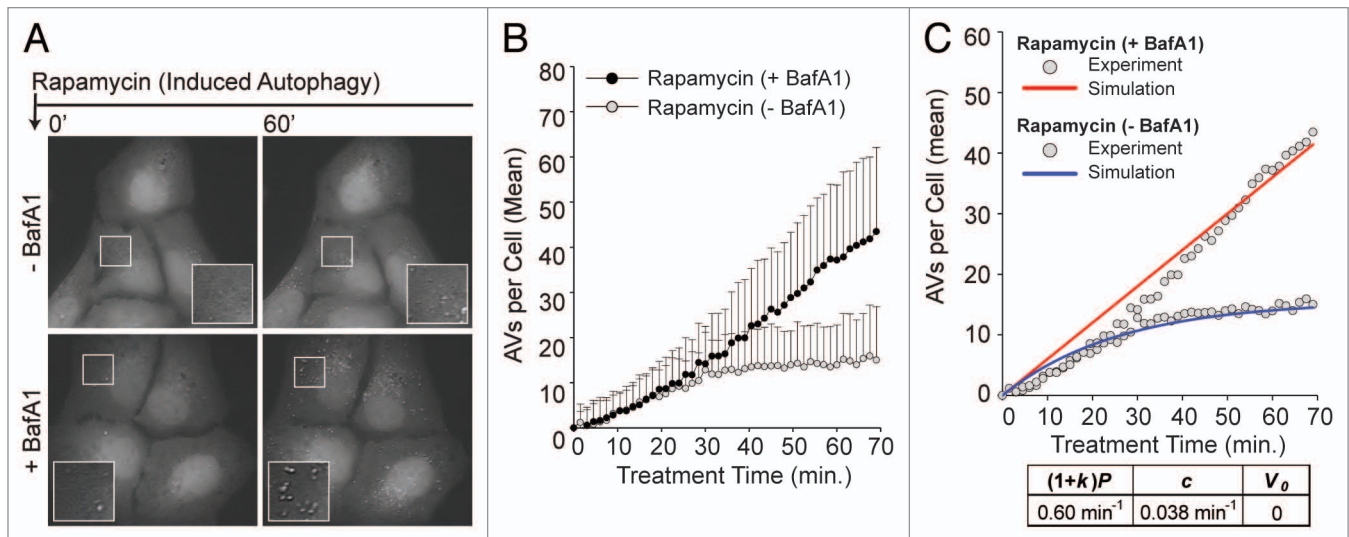 A
Rapamycin (Induced Autophagy)
0' 60'
- BafA1
+ BafA1
B
80
70
60
50
40
30
20
10
0
AVs per Cell (Mean)
Rapamycin (+ BafA1)
Rapamycin (- BafA1)
0 10 20 30 40 50 60 70
Treatment Time (min.)
C
60
50
40
30
20
10
0
AVs per Cell (mean)
Rapamycin (+ BafA1)
Experiment
Simulation
Rapamycin (- BafA1)
Experiment
Simulation
0 10 20 30 40 50 60 70
Treatment Time (min.)
(1+k)P c V₀
0.60 min⁻¹ 0.038 min⁻¹ 0